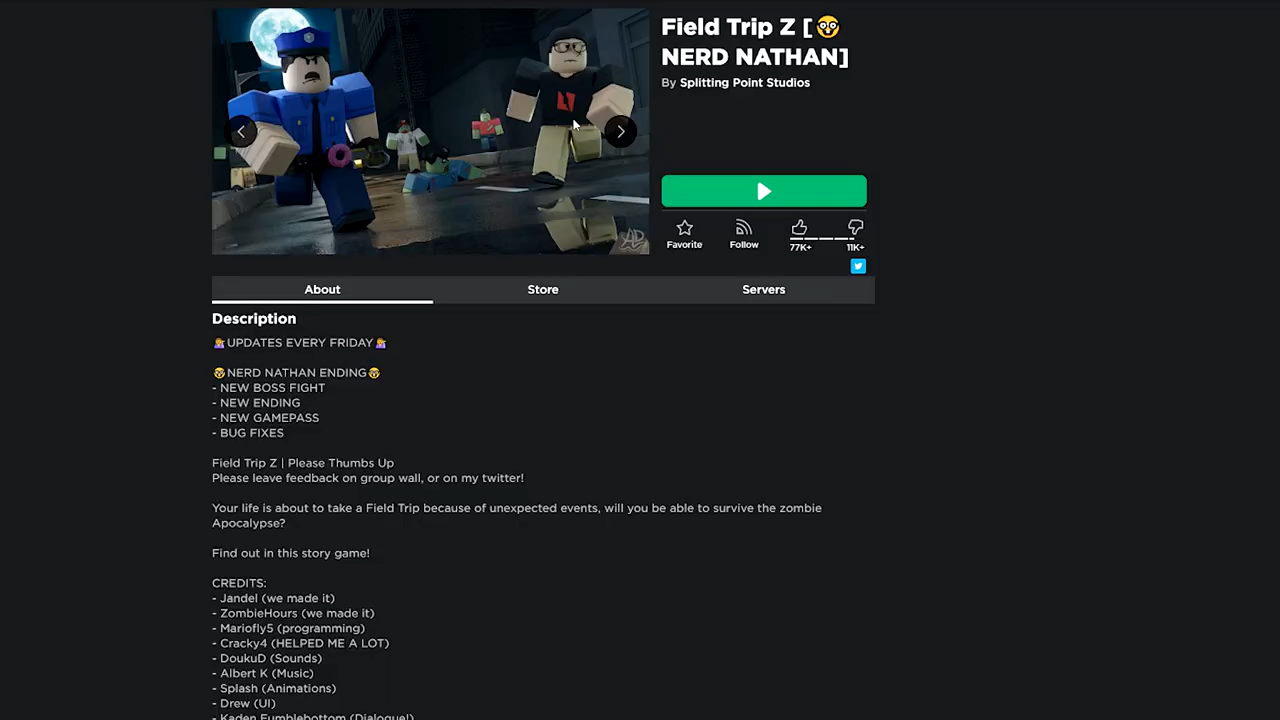 Field Trip Z [🤓
NERD NATHAN]
By Splitting Point Studios
Favorite
Follow
77K+
11K+
About
Store
Servers
Description
💁UPDATES EVERY FRIDAY💁
🤓NERD NATHAN ENDING🤓
- NEW BOSS FIGHT
- NEW ENDING
- NEW GAMEPASS
- BUG FIXES
Field Trip Z | Please Thumbs Up
Please leave feedback on group wall, or on my twitter!
Your life is about to take a Field Trip because of unexpected events, will you be able to survive the zombie
Apocalypse?
Find out in this story game!
CREDITS:
- Jandel (we made it)
- ZombieHours (we made it)
- Mariofly5 (programming)
- Cracky4 (HELPED ME A LOT)
- DoukuD (Sounds)
- Albert K (Music)
- Splash (Animations)
- Drew (UI)
- Kaden Fumblebottom (Dialogue!)